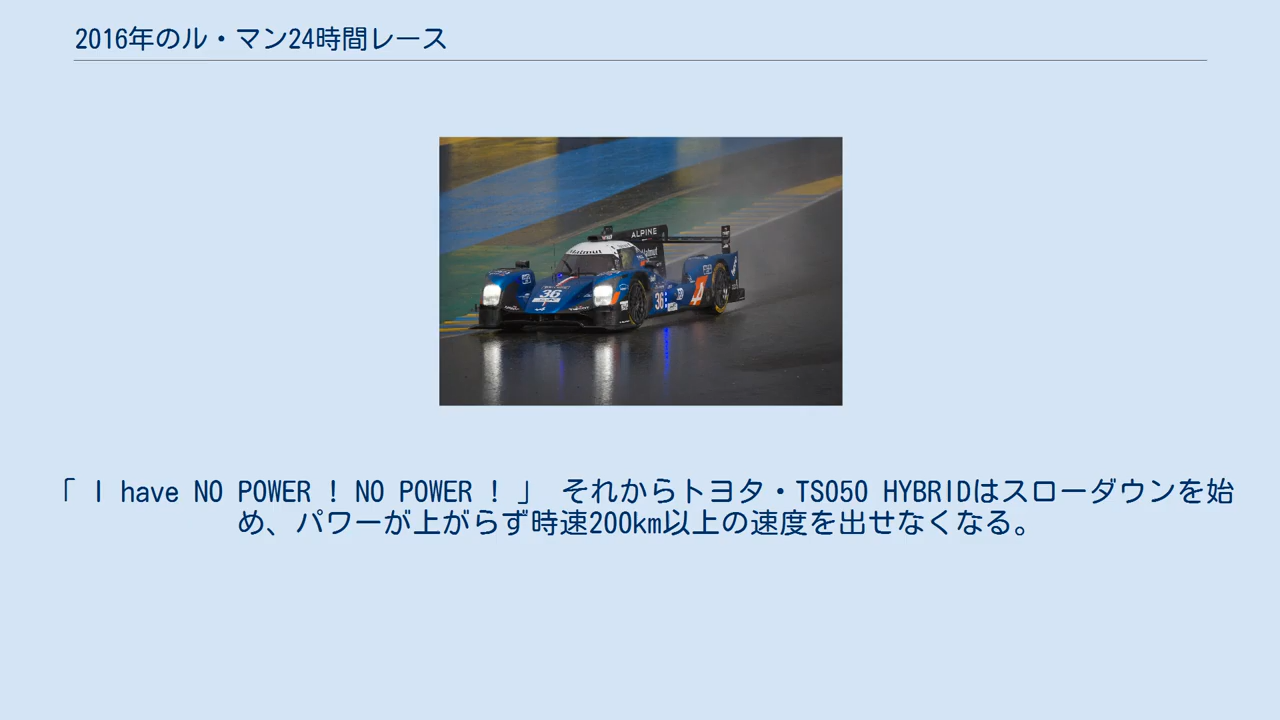 2016年のル・マン24時間レース
ALPINE
36
36
「 I have NO POWER ! NO POWER ! 」 それからトヨタ・TS050 HYBRIDはスローダウンを始
め、パワーが上がらず時速200km以上の速度を出せなくなる。